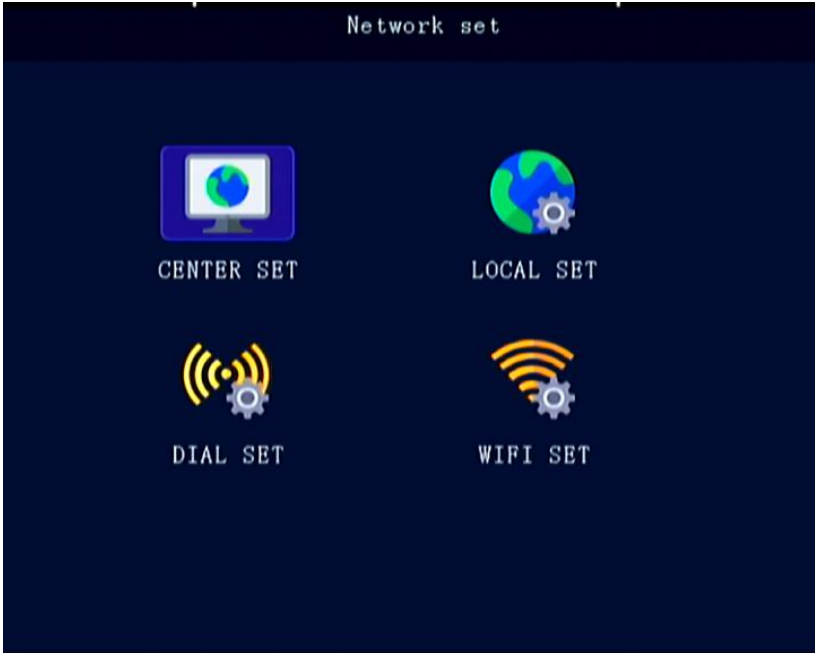 Network set
CENTER SET
LOCAL SET
DIAL SET
WIFI SET